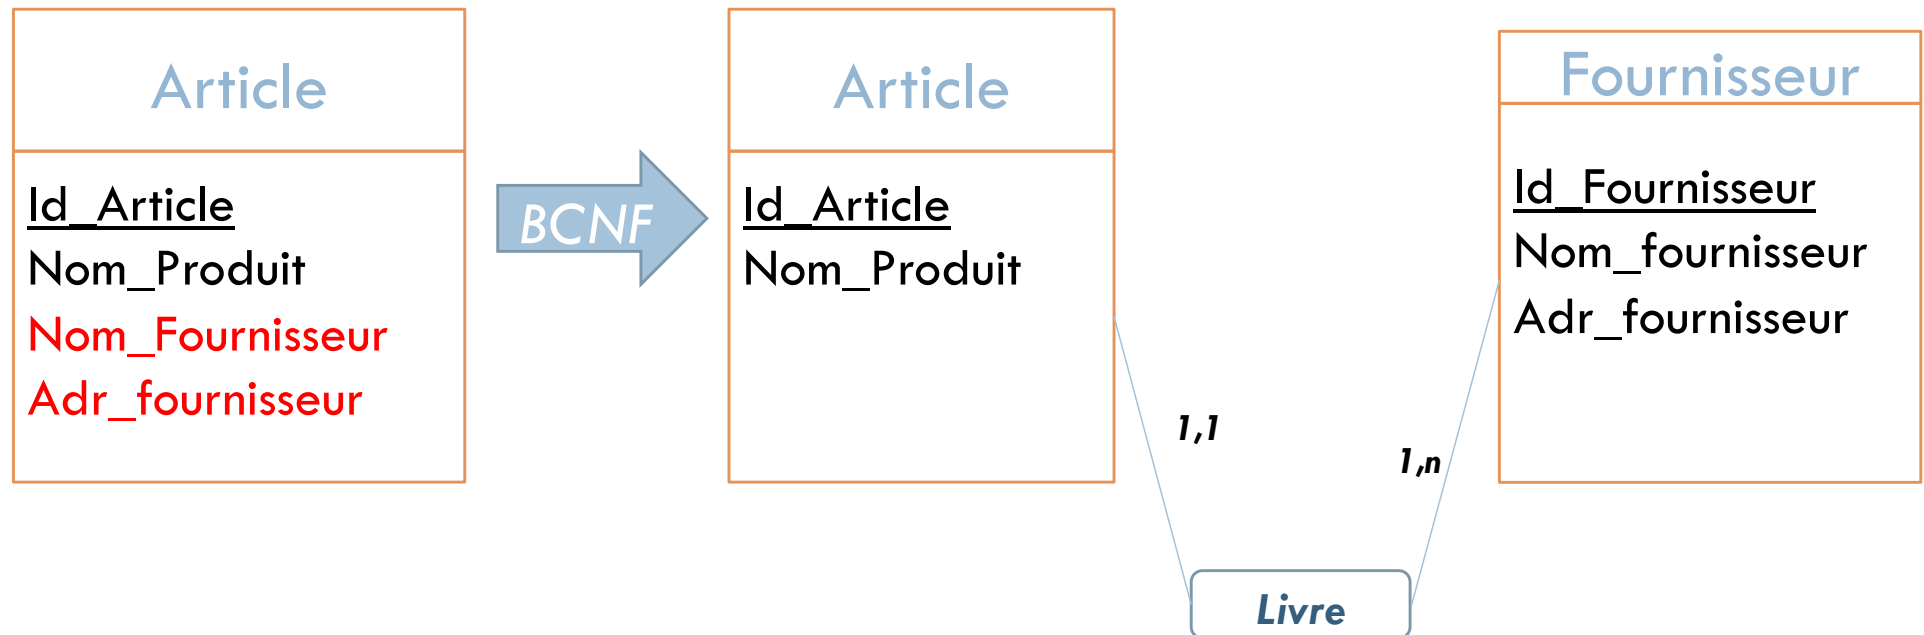 Article
Id_Article
Nom_Produit
Nom_Fournisseur
Adr_fournisseur
BCNF
Article
Id_Article
Nom_Produit
1,1
Livre
1,n
Fournisseur
Id_Fournisseur
Nom_fournisseur
Adr_fournisseur